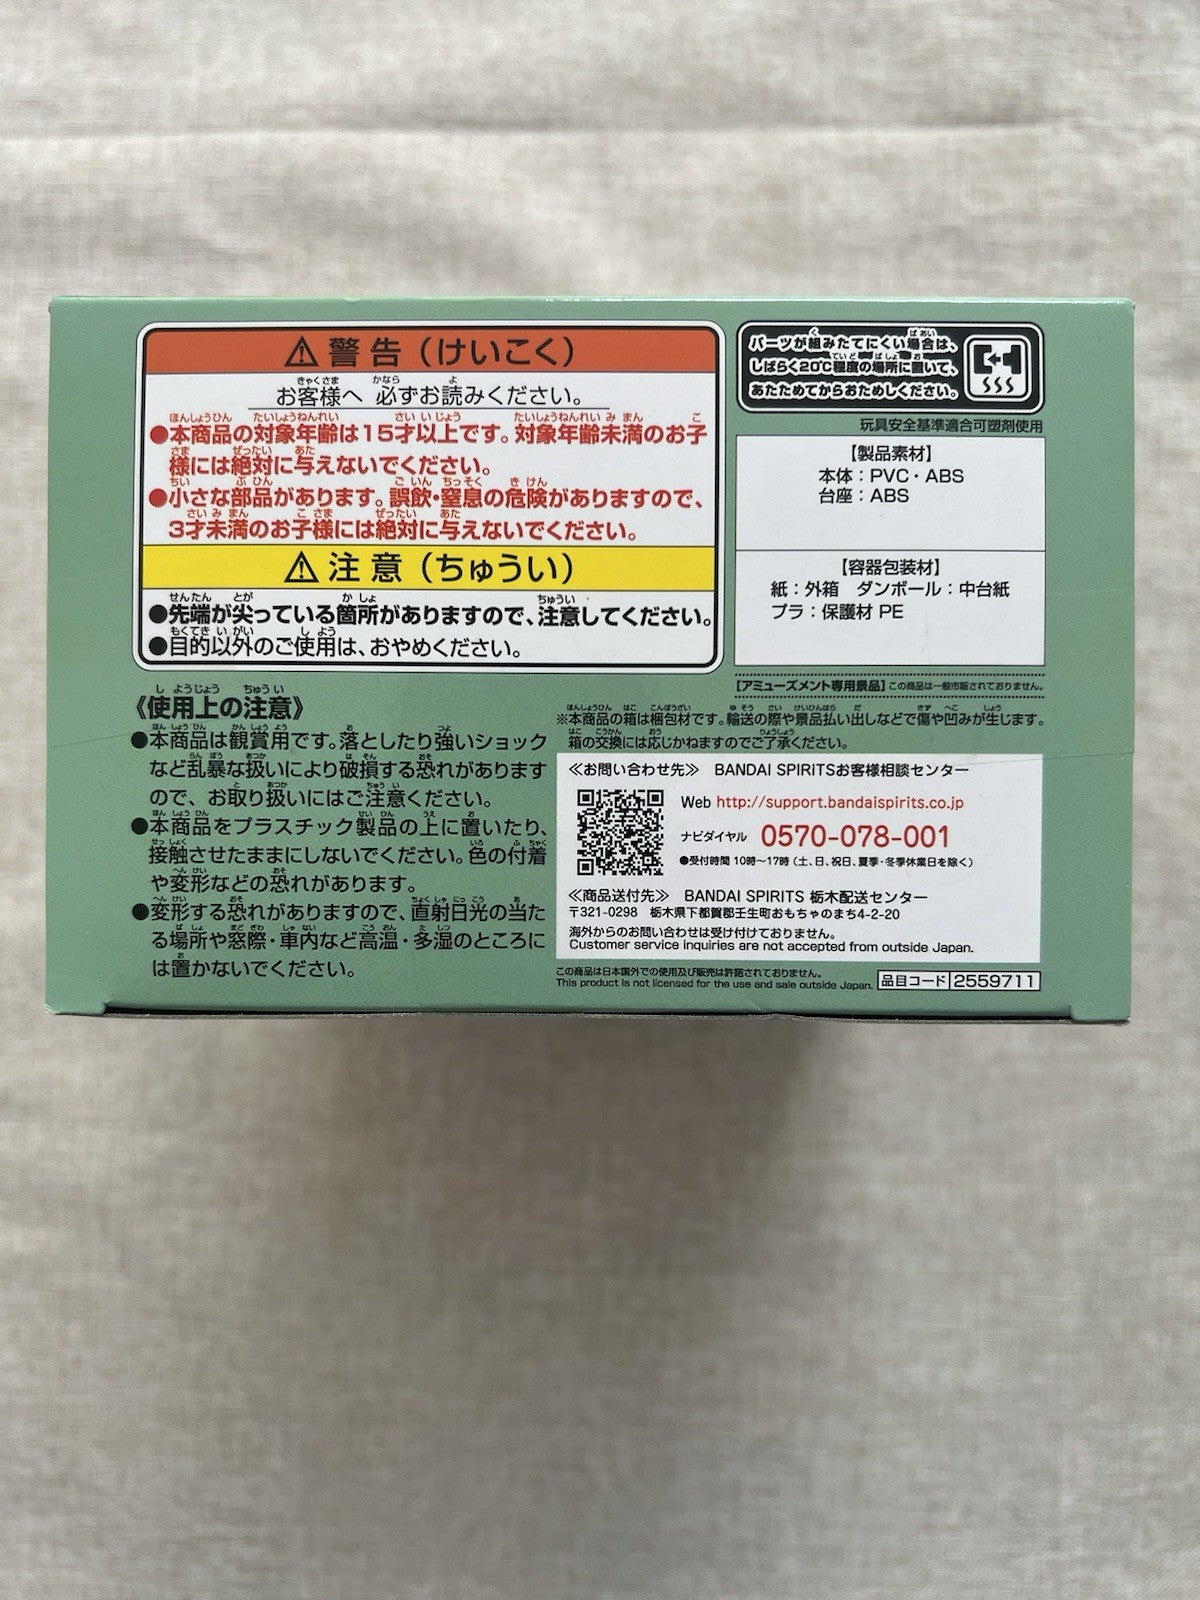 ⚠警告（けいこく）
お客様へ 必ずお読みください。
●本商品の対象年齢は15才以上です。対象年齢未満のお子
様には絶対に与えないでください。
●小さな部品があります。誤飲・窒息の危険がありますので、
3才未満のお子様には絶対に与えないでください。
⚠注意（ちゅうい）
●先端が尖っている箇所がありますので、注意してください。
●目的以外のご使用は、おやめください。
《使用上の注意》
●本商品は観賞用です。落としたり強いショック
など乱暴な扱いにより破損する恐れがあります
ので、お取り扱いにはご注意ください。
●本商品をプラスチック製品の上に置いたり、
接触させたままにしないでください。色の付着
や変形などの恐れがあります。
●変形する恐れがありますので、直射日光の当た
る場所や窓際・車内など高温・多湿のところに
は置かないでください。
パーツが組みたてにくい場合は、
しばらく20℃程度の場所に置いて、
あたためてからおためしください。
玩具安全基準適合可塑剤使用
【製品素材】
本体：PVC・ABS
台座：ABS
【容器包装材】
紙：外箱 ダンボール：中台紙
プラ：保護材 PE
【アミューズメント専用景品】この商品は一般市販されておりません。
※本商品の箱は梱包材です。輸送の際や景品払い出しなどで傷や凹みが生じます。
箱の交換には応じかねますのでご了承ください。
≪お問い合わせ先≫ BANDAI SPIRITSお客様相談センター
Web http://support.bandaispirits.co.jp
ナビダイヤル 0570-078-001
●受付時間 10時～17時（土、日、祝日、夏季・冬季休業日を除く）
≪商品送付先≫ BANDAI SPIRITS 栃木配送センター
〒321-0298 栃木県下都賀郡壬生町おもちゃのまち4-2-20
海外からのお問い合わせは受け付けておりません。
Customer service inquiries are not accepted from outside Japan.
この商品は日本国外での使用及び販売は許諾されておりません。
This product is not licensed for the use and sale outside Japan.
品目コード 2559711